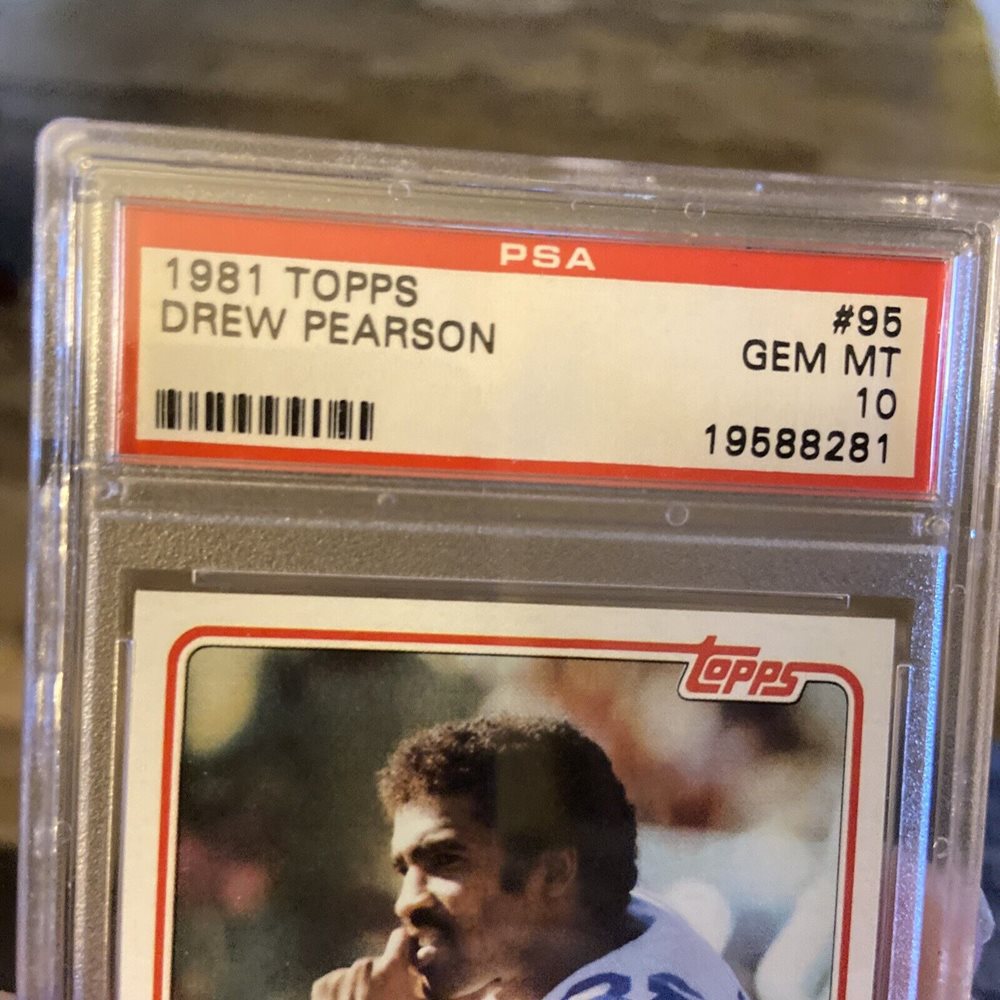 PSA
1981 TOPPS
DREW PEARSON
#95
GEM MT
10
19588281
TOPPS